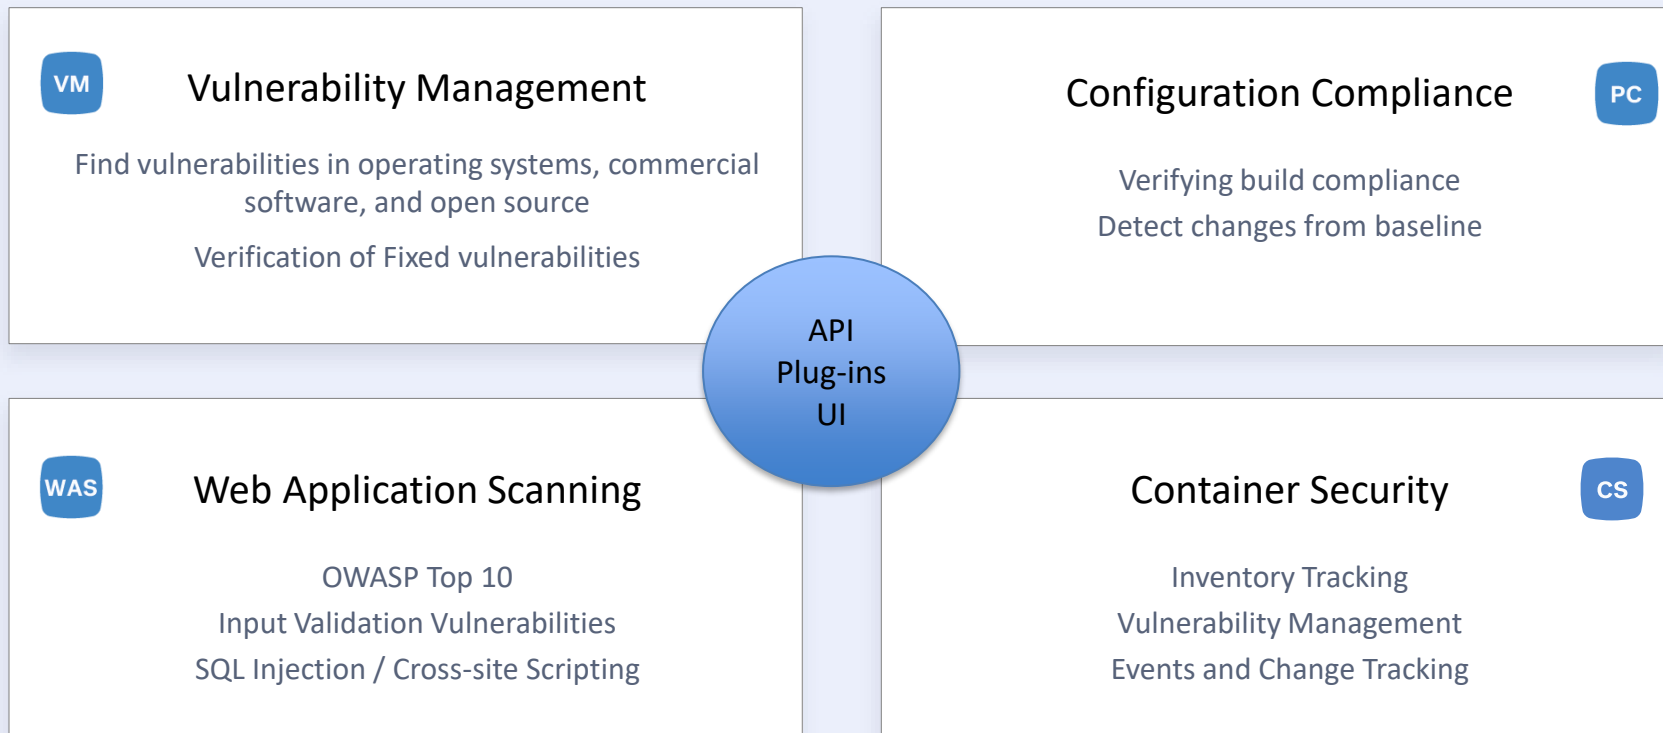 VM
Vulnerability Management
Find vulnerabilities in operating systems, commercial
software, and open source
Verification of Fixed vulnerabilities
Configuration Compliance
PC
Verifying build compliance
Detect changes from baseline
API
Plug-ins
UI
WAS
Web Application Scanning
OWASP Top 10
Input Validation Vulnerabilities
SQL Injection / Cross-site Scripting
Container Security
CS
Inventory Tracking
Vulnerability Management
Events and Change Tracking